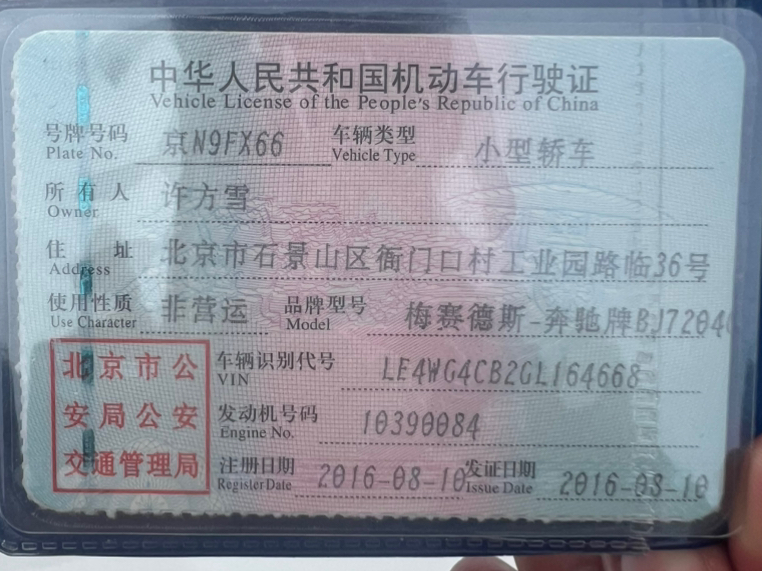 中华人民共和国机动车行驶证
Vehicle License of the People's Republic of China
号牌号码 京N9FX66 车辆类型 小型轿车
Plate No. Vehicle Type
所有人 许方雪
Owner
住址 北京市石景山区衙门口村工业园路临36号
Address
使用性质 非营运 品牌型号 梅赛德斯-奔驰牌BJ7204
Use Character Model
北京市公安局公安交通管理局
车辆识别代号 LE4WG4CB2GL164668
VIN
发动机号码 10390084
Engine No.
注册日期 2016-08-10 发证日期 2016-08-10
Register Date Issue Date